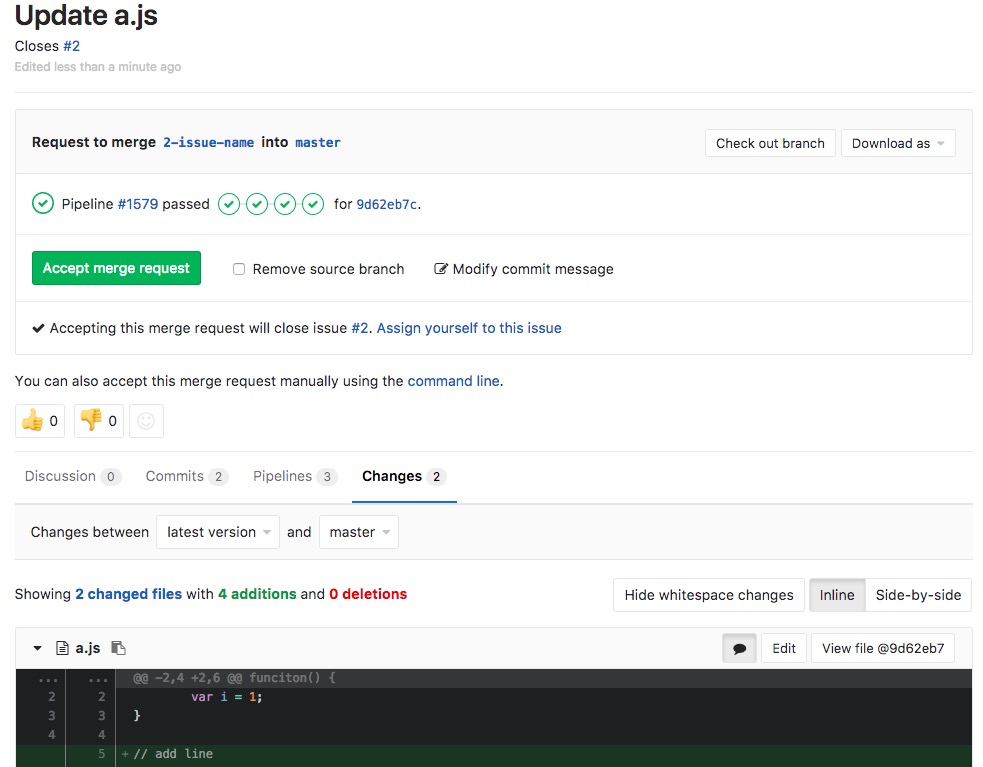 Update a.js
Closes #2
Edited less than a minute ago
Request to merge 2-issue-name into master Check out branch Download as
Pipeline #1579 passed for 9d62eb7c.
Accept merge request Remove source branch Modify commit message
Accepting this merge request will close issue #2. Assign yourself to this issue
You can also accept this merge request manually using the command line.
0 0
Discussion 0 Commits 2 Pipelines 3 Changes 2
Changes between latest version and master
Showing 2 changed files with 4 additions and 0 deletions Hide whitespace changes Inline Side-by-side
a.js Edit View file @9d62eb7
... ... @@ -2,4 +2,6 @@ funciton() {
2 2 var i = 1;
3 3 }
4 4
5 + // add line